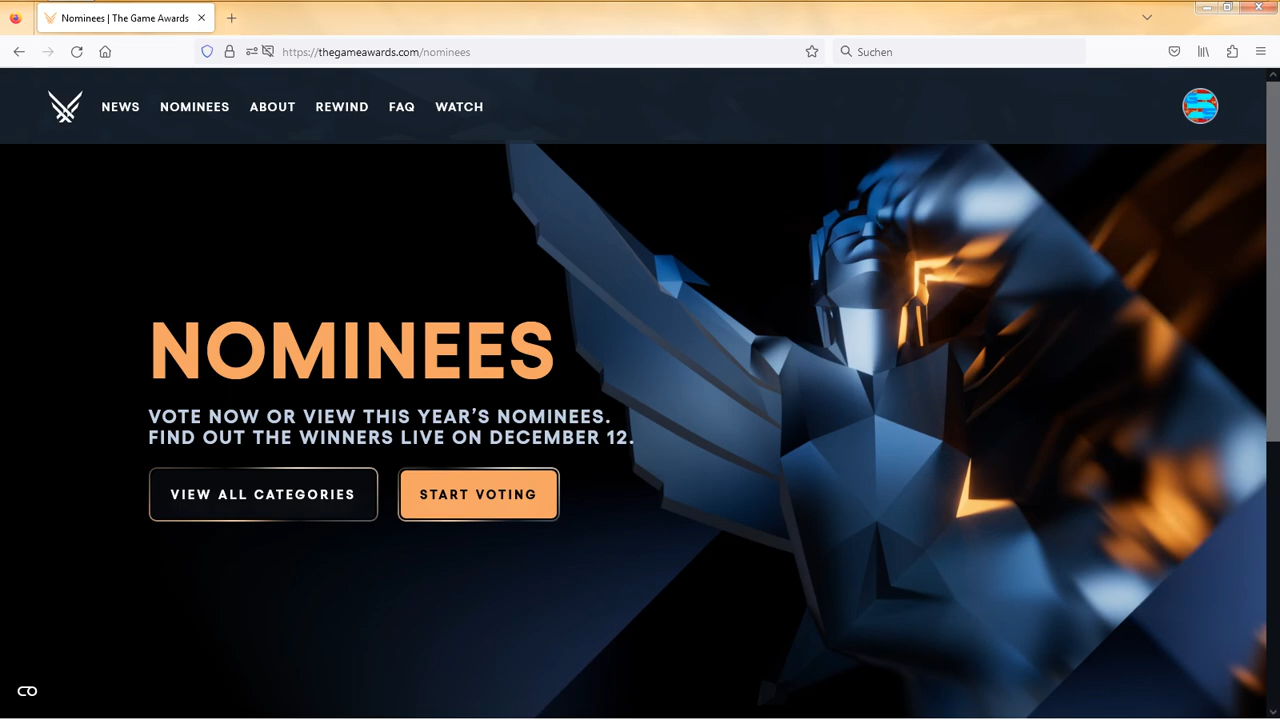 Nominees | The Game Awards
https://thegameawards.com/nominees
Suchen
NEWS NOMINEES ABOUT REWIND FAQ WATCH
NOMINEES
VOTE NOW OR VIEW THIS YEAR'S NOMINEES.
FIND OUT THE WINNERS LIVE ON DECEMBER 12.
VIEW ALL CATEGORIES START VOTING